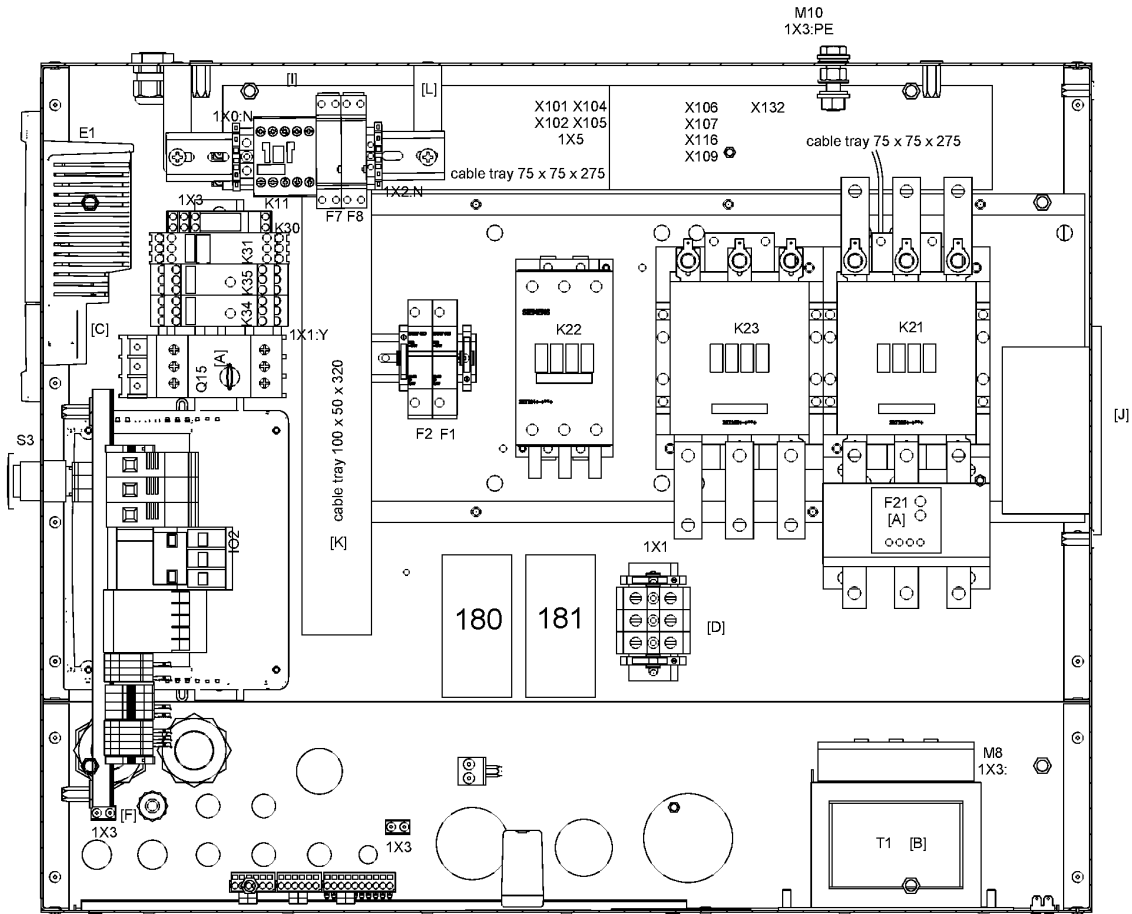 M10
1X3:PE
[I]
[L]
X101 X104
X102 X105
1X5
X106
X107
X116
X109
X132
1X0:N
E1
cable tray 75 x 75 x 275
cable tray 75 x 75 x 275
1X3
K11
1X2:N
F7 F8
K30
K31
K35
K34
[C]
1X1:Y
Q15
[A]
SIEMENS
K22
K23
K21
[J]
F2 F1
S3
cable tray 100 x 50 x 320
[K]
F21
[A]
IO2
1X1
180
181
[D]
M8
1X3:
[F]
1X3
1X3
T1
[B]